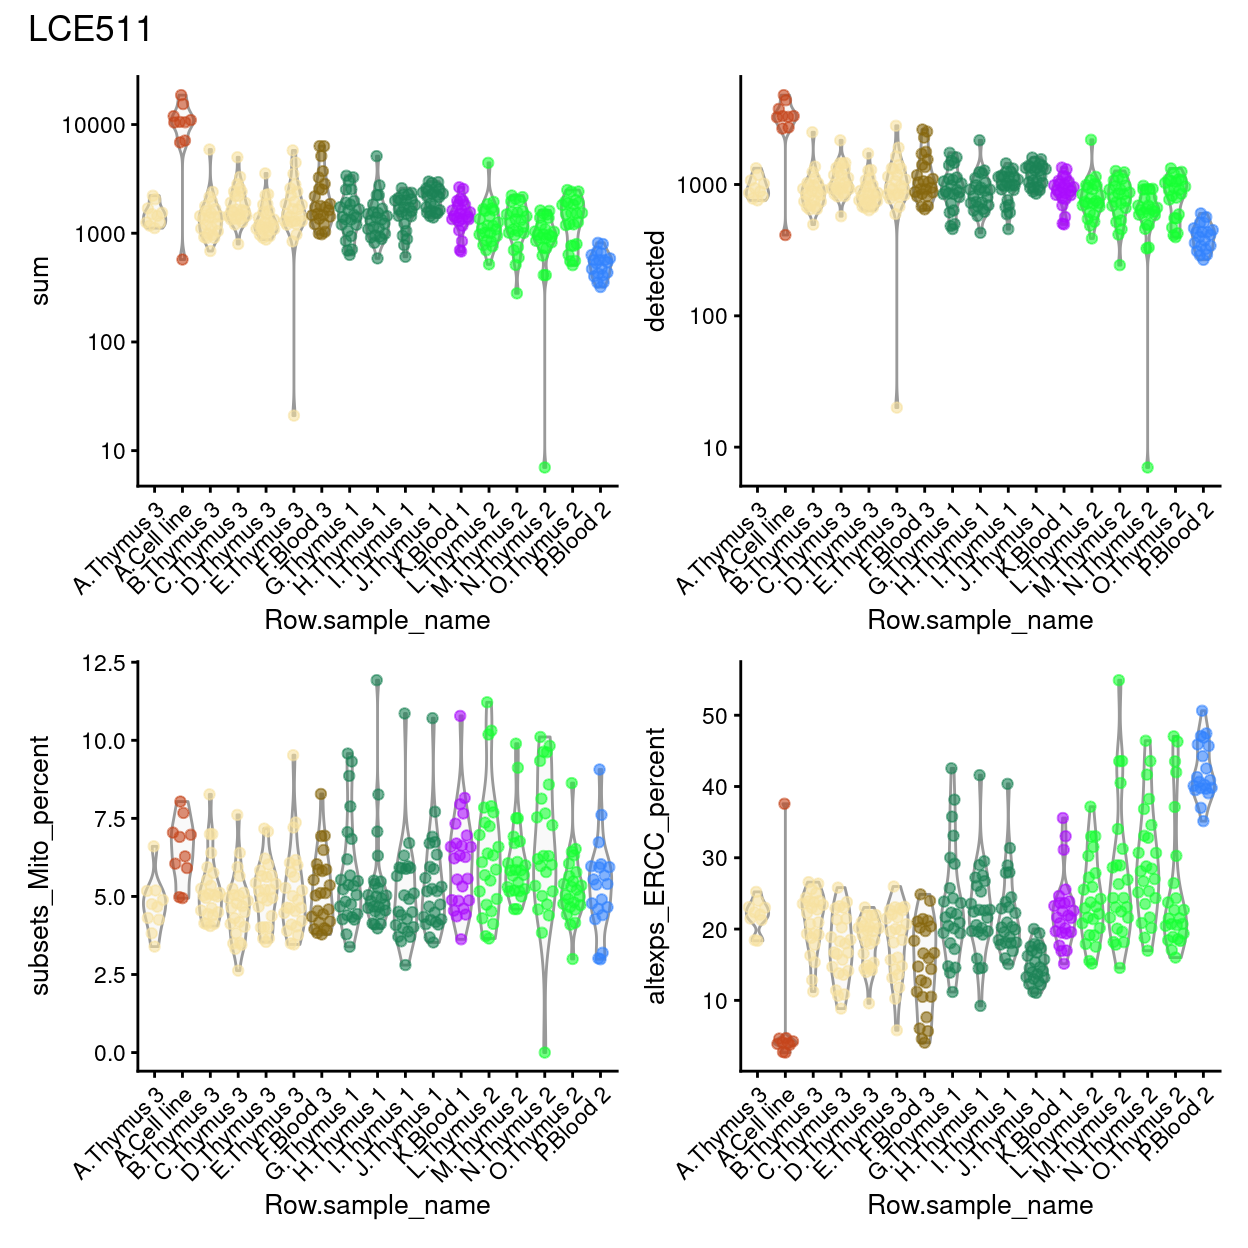 LCE511
sum
10000
1000
100
10
A.Thymus 3
A.Cell line
B.Thymus 3
C.Thymus 3
D.Thymus 3
E.Thymus 3
F.Blood 3
G.Thymus 1
H.Thymus 1
I.Thymus 1
J.Thymus 1
K.Blood 1
L.Thymus 2
M.Thymus 2
N.Thymus 2
O.Thymus 2
P.Blood 2
Row.sample_name
detected
1000
100
10
A.Thymus 3
A.Cell line
B.Thymus 3
C.Thymus 3
D.Thymus 3
E.Thymus 3
F.Blood 3
G.Thymus 1
H.Thymus 1
I.Thymus 1
J.Thymus 1
K.Blood 1
L.Thymus 2
M.Thymus 2
N.Thymus 2
O.Thymus 2
P.Blood 2
Row.sample_name
subsets_Mito_percent
12.5
10.0
7.5
5.0
2.5
0.0
A.Thymus 3
A.Cell line
B.Thymus 3
C.Thymus 3
D.Thymus 3
E.Thymus 3
F.Blood 3
G.Thymus 1
H.Thymus 1
I.Thymus 1
J.Thymus 1
K.Blood 1
L.Thymus 2
M.Thymus 2
N.Thymus 2
O.Thymus 2
P.Blood 2
Row.sample_name
altexps_ERCC_percent
50
40
30
20
10
A.Thymus 3
A.Cell line
B.Thymus 3
C.Thymus 3
D.Thymus 3
E.Thymus 3
F.Blood 3
G.Thymus 1
H.Thymus 1
I.Thymus 1
J.Thymus 1
K.Blood 1
L.Thymus 2
M.Thymus 2
N.Thymus 2
O.Thymus 2
P.Blood 2
Row.sample_name